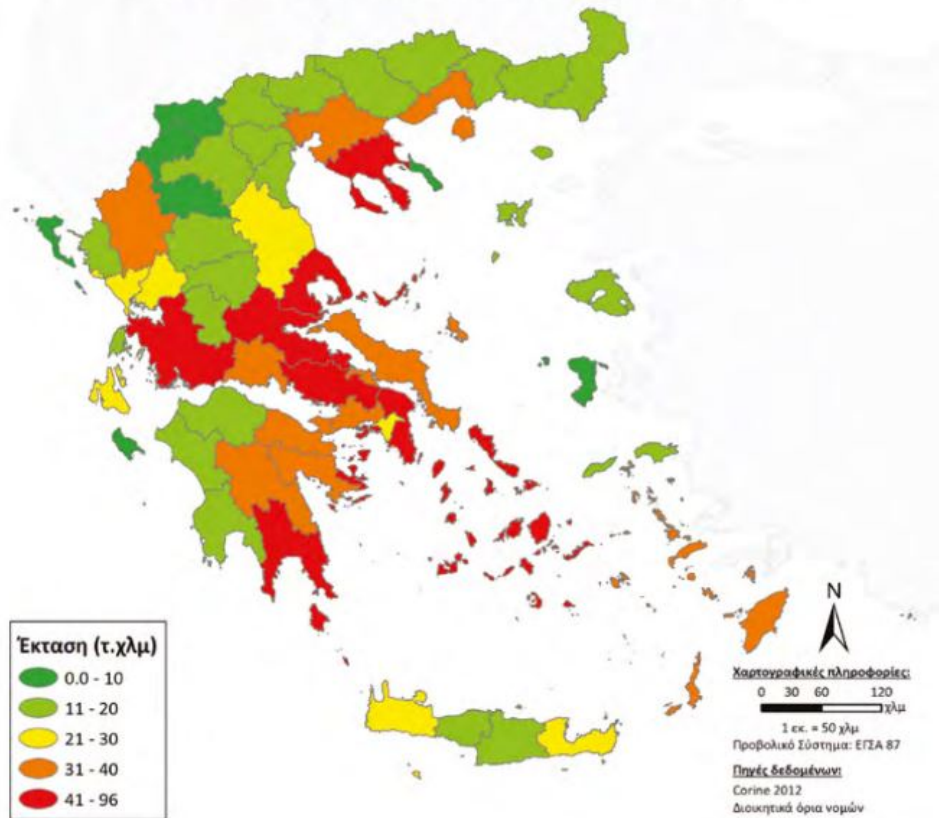 Έκταση (τ.χλμ)
0.0 - 10
11 - 20
21 - 30
31 - 40
41 - 96
N
Χαρτογραφικές πληροφορίες:
0 30 60 120
χλμ
1 εκ. = 50 χλμ
Προβολικό Σύστημα: ΕΓΣΑ 87
Πηγές δεδομένων:
Corine 2012
Διοικητικά όρια νομών